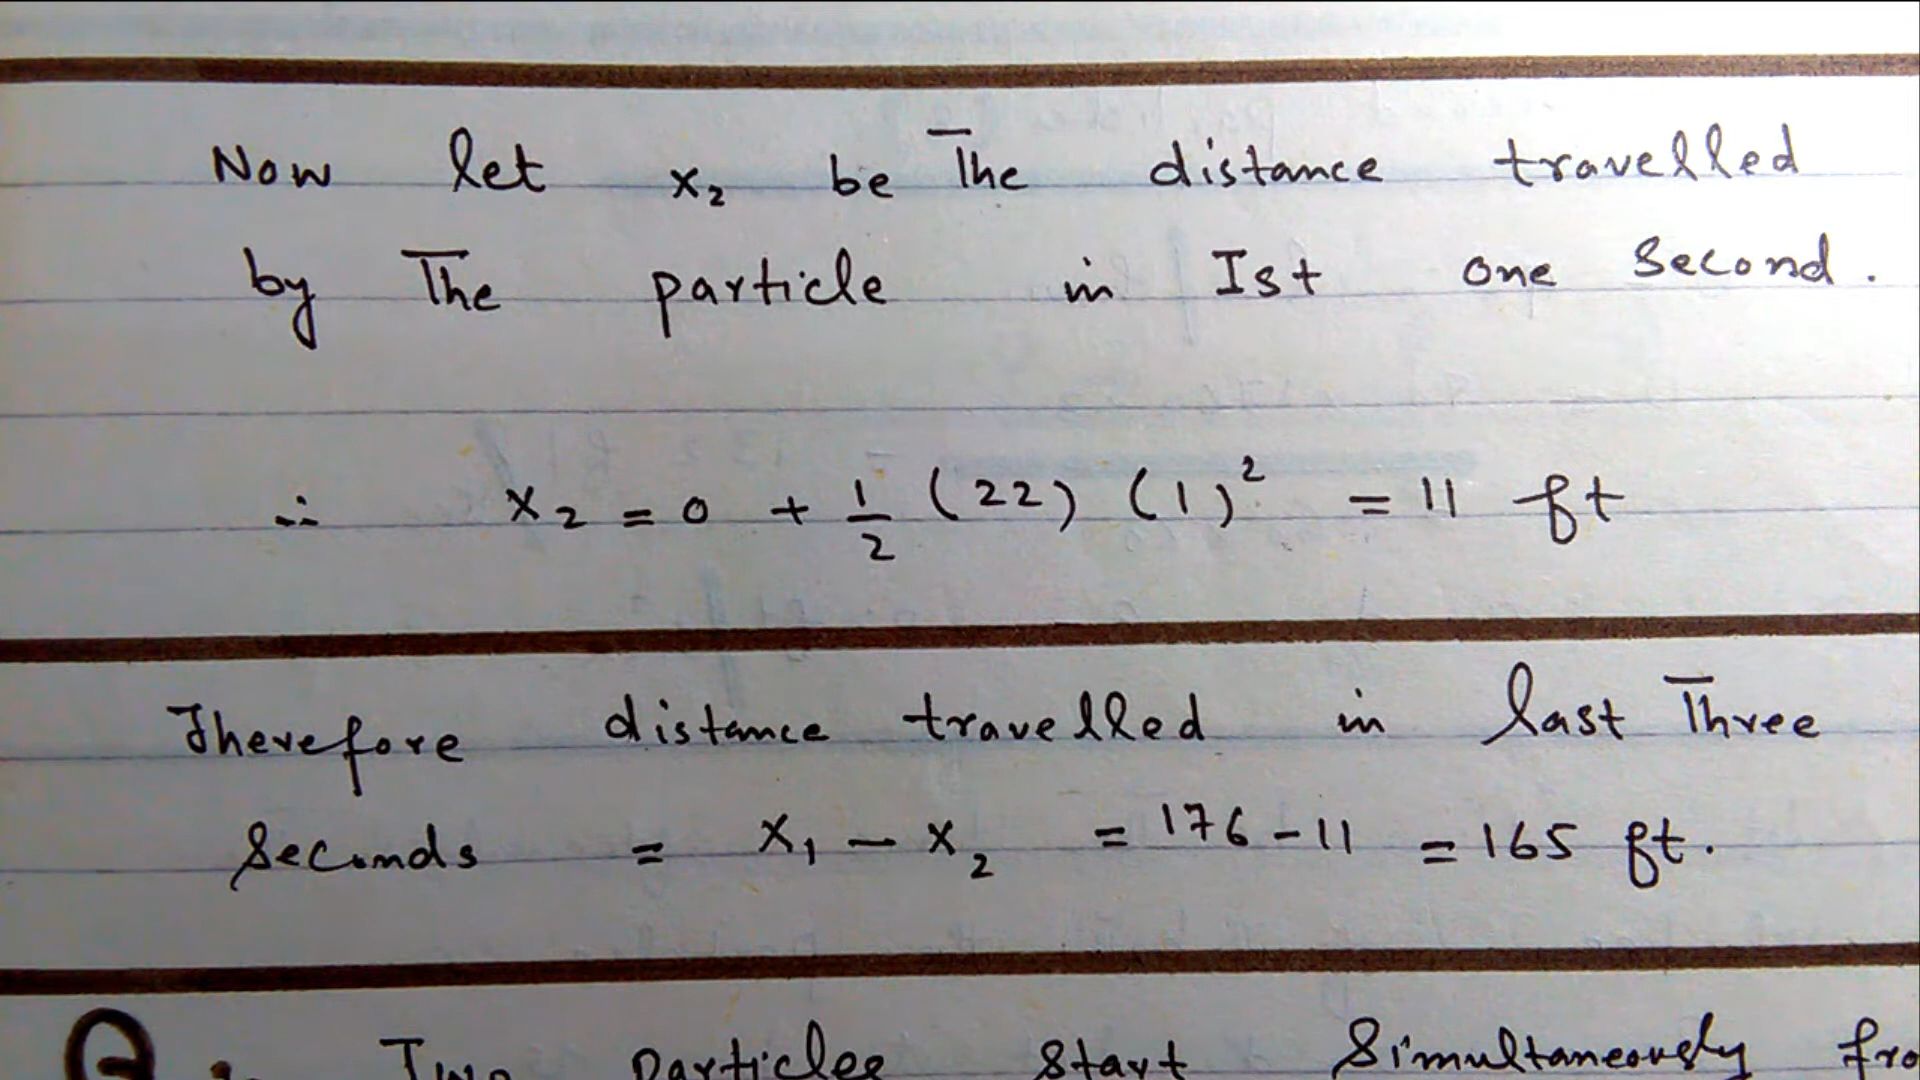 Now let x₂ be The distance travelled
by The particle in Ist one second.
∴ x₂ = 0 + 1/2 (22) (1)² = 11 ft
Therefore distance travelled in last Three
seconds = x₁ - x₂ = 176 - 11 = 165 ft.
Q: Two particles start simultaneously fro